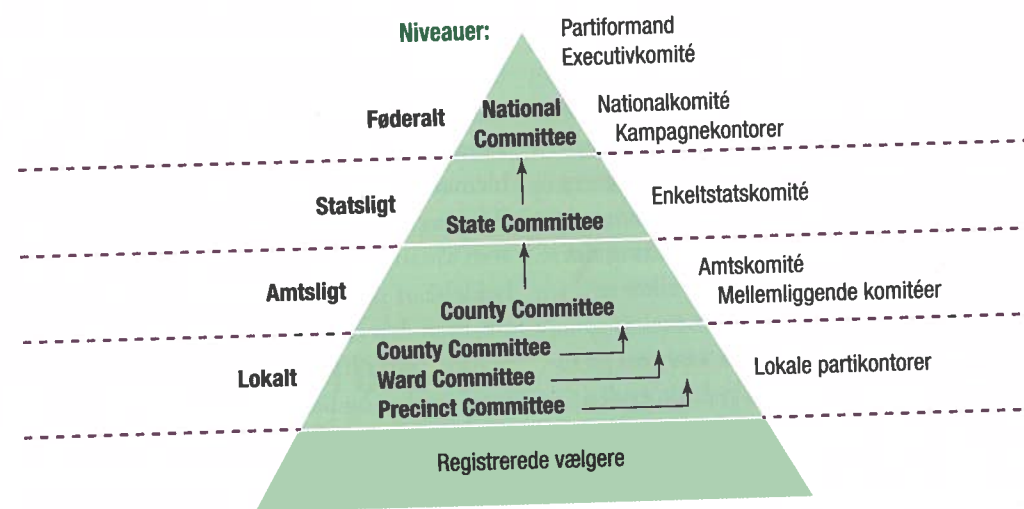 Niveauer:
Partiformand
Executivkomité
Føderalt
National
Committee
Nationalkomité
Kampagnekontorer
Statsligt
State Committee
Enkeltstatskomité
Amtsligt
County Committee
Amtskomité
Mellemliggende komitéer
Lokalt
County Committee
Ward Committee
Precinct Committee
Lokale partikontorer
Registrerede vælgere